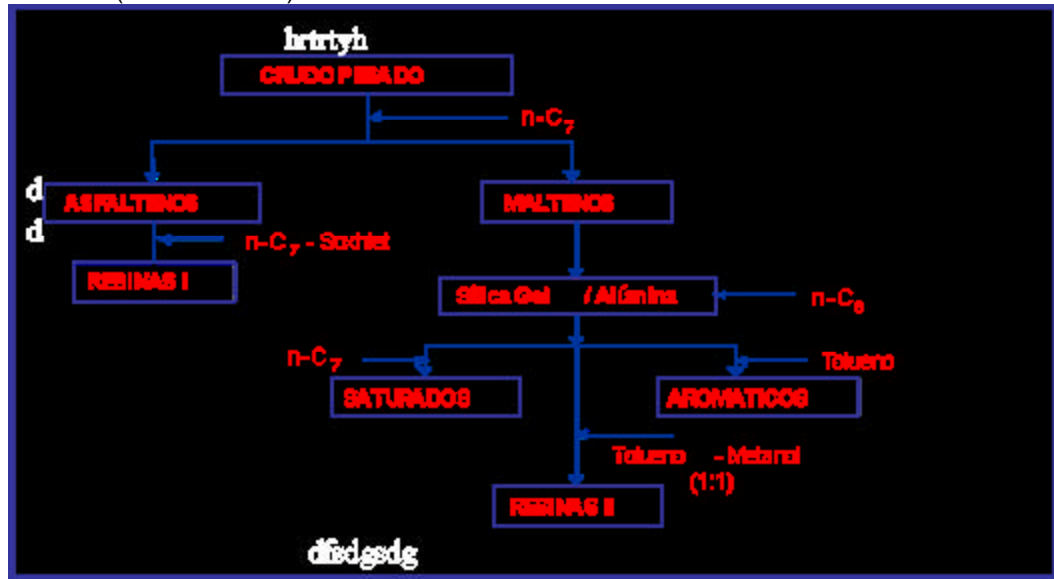 hrtrtyh
CRUDO PESADO
n-C7
d
ASFALTENOS
MALTENOS
d
n-C7 - Soxhlet
RESINAS I
Sílica Gel / Alúmina
n-C6
n-C7
Tolueno
SATURADOS
AROMATICOS
Tolueno - Metanol
(1:1)
RESINAS II
dfsdgsdg